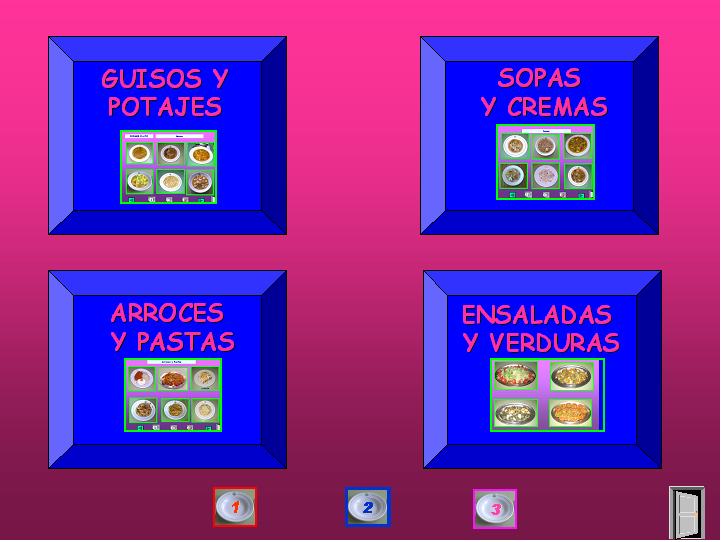 GUISOS Y
POTAJES
SOPAS
Y CREMAS
ARROCES
Y PASTAS
ENSALADAS
Y VERDURAS
1
2
3